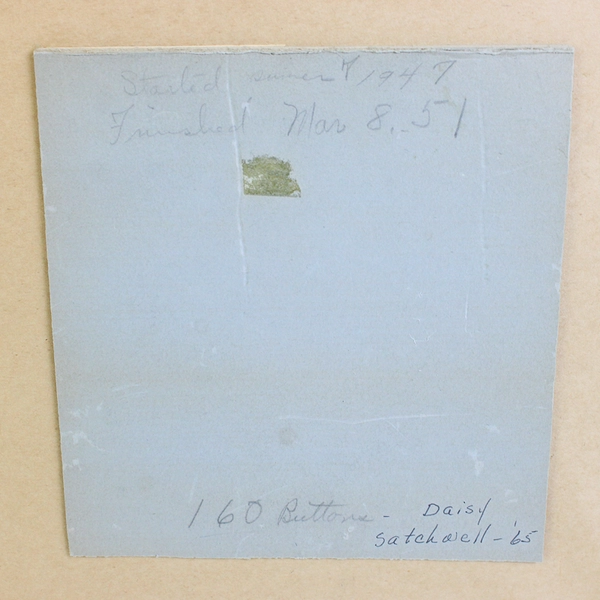 Started summer 1947
Finished Mar 8, 51
160 Buttons - Daisy
Satchwell - '65